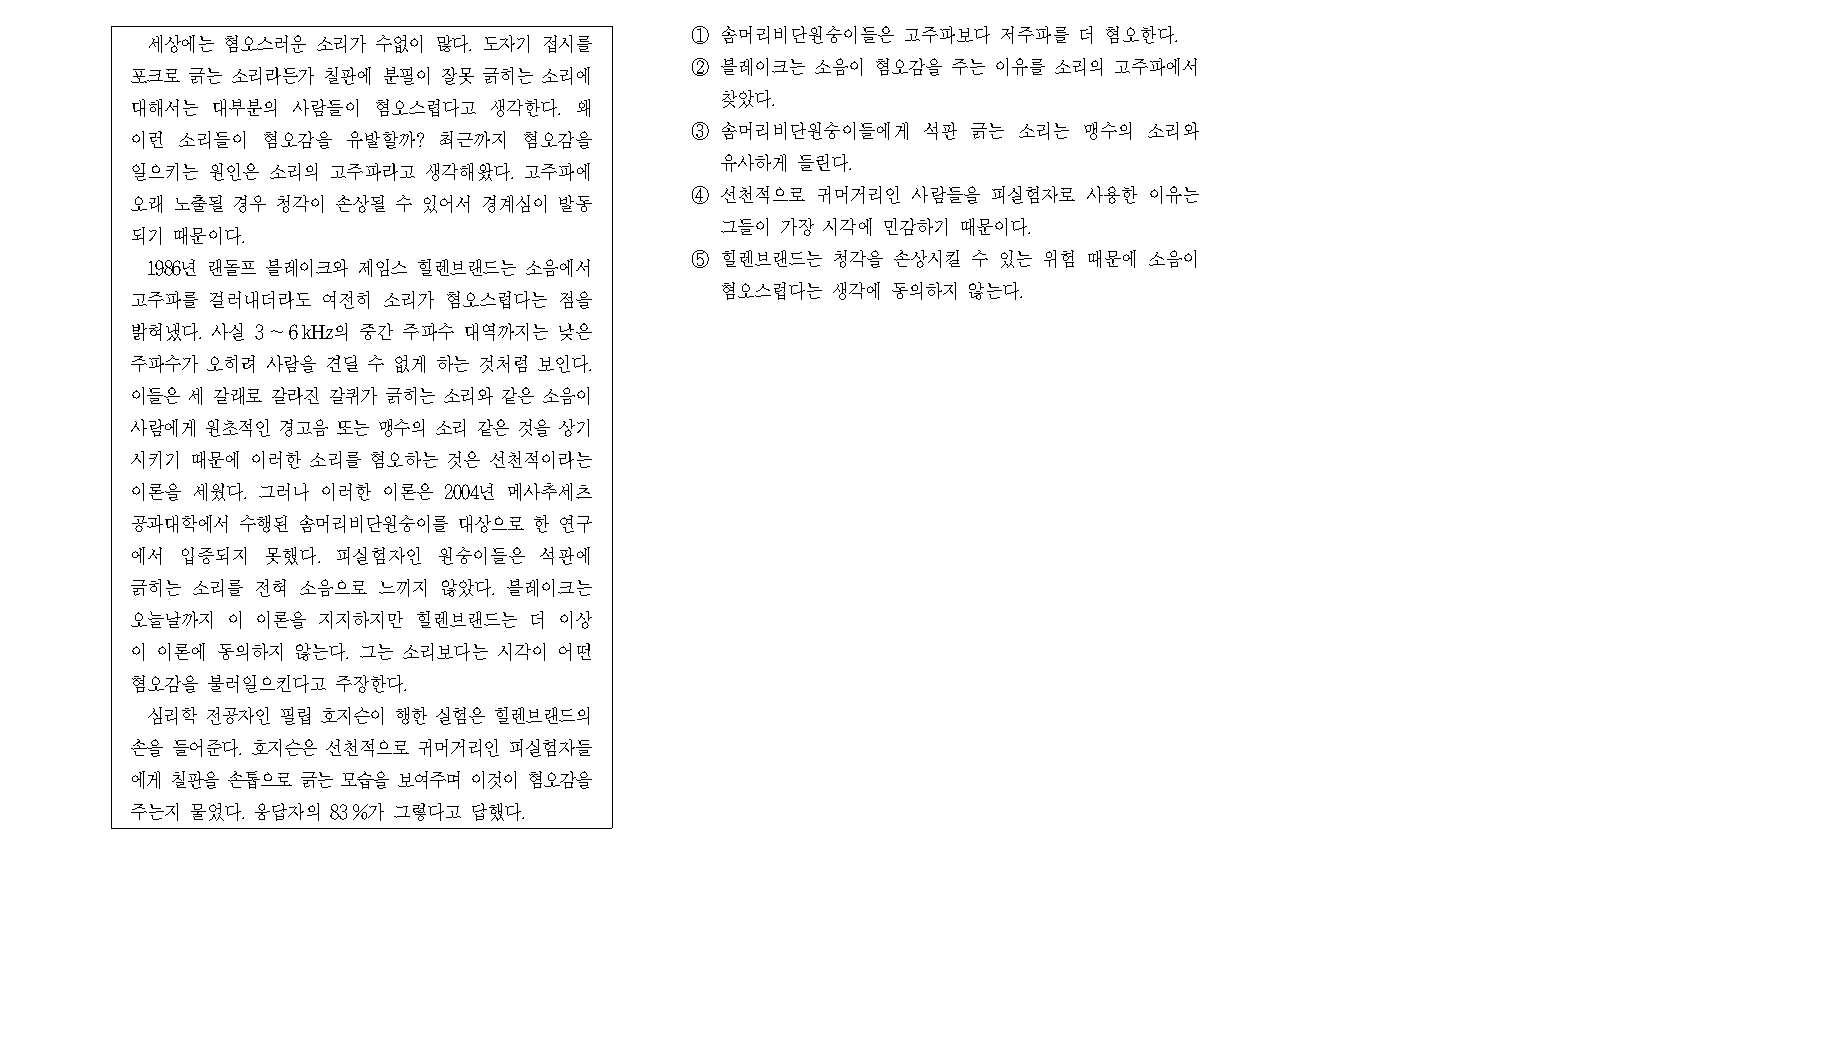 세상에는 혐오스러운 소리가 수없이 많다. 도자기 접시를
포크로 긁는 소리라든가 칠판에 분필이 잘못 긁히는 소리에
대해서는 대부분의 사람들이 혐오스럽다고 생각한다. 왜
이런 소리들이 혐오감을 유발할까? 최근까지 혐오감을
일으키는 원인은 소리의 고주파라고 생각해왔다. 고주파에
오래 노출될 경우 청각이 손상될 수 있어서 경계심이 발동
되기 때문이다.
1986년 랜돌프 블레이크와 제임스 힐렌브랜드는 소음에서
고주파를 걸러내더라도 여전히 소리가 혐오스럽다는 점을
밝혀냈다. 사실 3 ~ 6 kHz의 중간 주파수 대역까지는 낮은
주파수가 오히려 사람을 견딜 수 없게 하는 것처럼 보인다.
이들은 세 갈래로 갈라진 갈퀴가 긁히는 소리와 같은 소음이
사람에게 원초적인 경고음 또는 맹수의 소리 같은 것을 상기
시키기 때문에 이러한 소리를 혐오하는 것은 선천적이라는
이론을 세웠다. 그러나 이러한 이론은 2004년 메사추세츠
공과대학에서 수행된 솜머리비단원숭이를 대상으로 한 연구
에서 입증되지 못했다. 피실험자인 원숭이들은 석판에
긁히는 소리를 전혀 소음으로 느끼지 않았다. 블레이크는
오늘날까지 이 이론을 지지하지만 힐렌브랜드는 더 이상
이 이론에 동의하지 않는다. 그는 소리보다는 시각이 어떤
혐오감을 불러일으킨다고 주장한다.
심리학 전공자인 필립 호지슨이 행한 실험은 힐렌브랜드의
손을 들어준다. 호지슨은 선천적으로 귀머거리인 피실험자들
에게 칠판을 손톱으로 긁는 모습을 보여주며 이것이 혐오감을
주는지 물었다. 응답자의 83 %가 그렇다고 답했다.
① 솜머리비단원숭이들은 고주파보다 저주파를 더 혐오한다.
② 블레이크는 소음이 혐오감을 주는 이유를 소리의 고주파에서
찾았다.
③ 솜머리비단원숭이들에게 석판 긁는 소리는 맹수의 소리와
유사하게 들린다.
④ 선천적으로 귀머거리인 사람들을 피실험자로 사용한 이유는
그들이 가장 시각에 민감하기 때문이다.
⑤ 힐렌브랜드는 청각을 손상시킬 수 있는 위험 때문에 소음이
혐오스럽다는 생각에 동의하지 않는다.